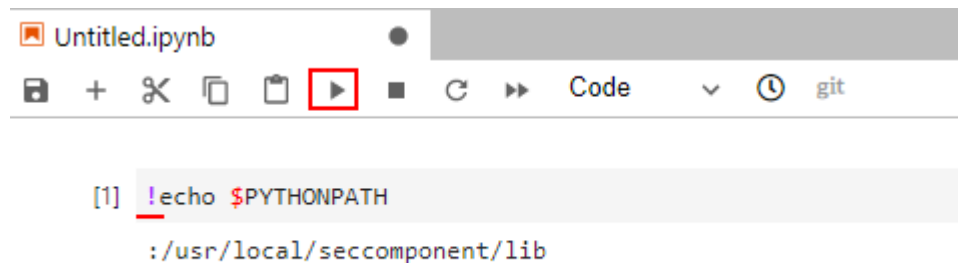 Untitled.ipynb
Code git
[1] !echo $PYTHONPATH
:/usr/local/seccomponent/lib